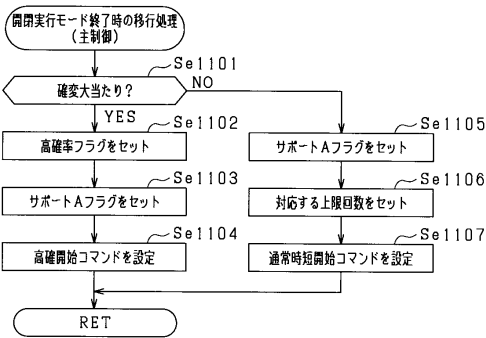 開閉実行モード終了時の移行処理
(主制御)
Se1101
確変大当たり?
NO
YES
Se1102
高確率フラグをセット
Se1103
サポートAフラグをセット
Se1104
高確開始コマンドを設定
Se1105
サポートAフラグをセット
Se1106
対応する上限回数をセット
Se1107
通常時短開始コマンドを設定
RET